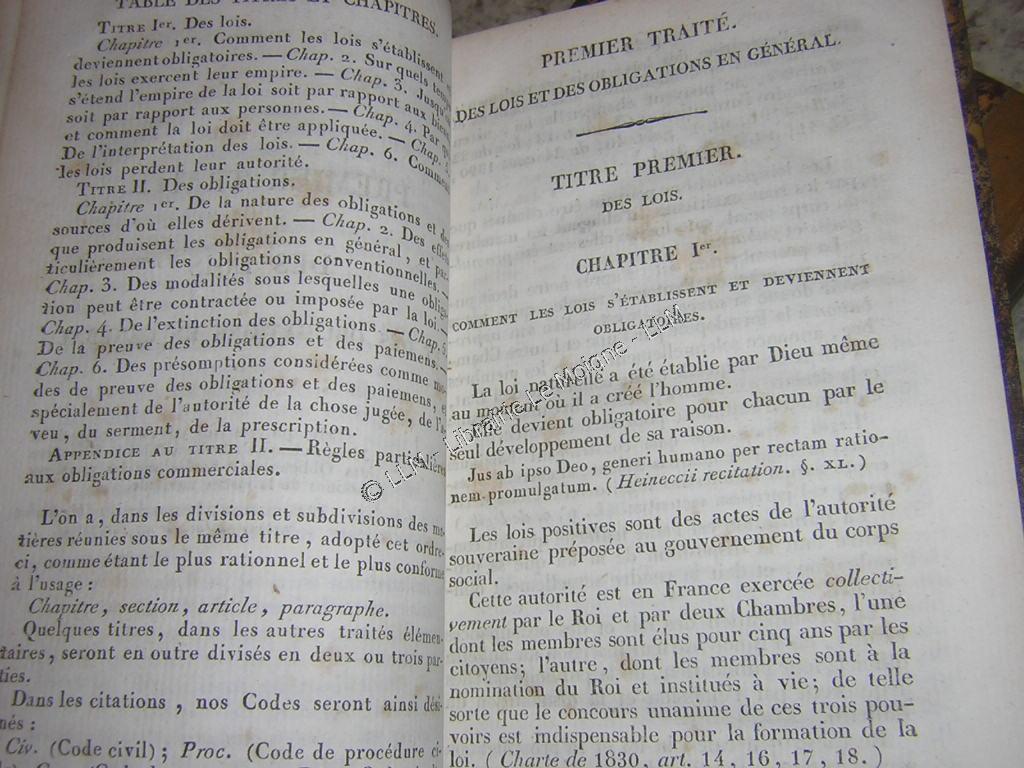 TABLE DES TITRES ET CHAPITRES.
TITRE Ier. Des lois.
Chapitre 1er. Comment les lois s'établissent
deviennent obligatoires. — Chap. 2. Sur quels
les lois exercent leur empire. — Chap. 3. Jusqu'
s'étend l'empire de la loi soit par rapport aux
soit par rapport aux personnes. — Chap. 4. Par
et comment la loi doit être appliquée. — Chap.
De l'interprétation des lois. — Chap. 6. Comme
les lois perdent leur autorité.
TITRE II. Des obligations.
Chapitre 1er. De la nature des obligations et de
sources d'où elles dérivent. — Chap. 2. Des
que produisent les obligations en général, et
ticulièrement les obligations conventionnelles.
Chap. 3. Des modalités sous lesquelles une oblig
tion peut être contractée ou imposée par la loi. —
Chap. 4. De l'extinction des obligations. — Chap. 5.
De la preuve des obligations et des paiemens. —
Chap. 6. Des présomptions considérées comme
des de preuve des obligations et des paiemens,
spécialement de l'autorité de la chose jugée, de l'a
veu, du serment, de la prescription.
APPENDICE AU TITRE II. — Règles particulières
aux obligations commerciales.
L'on a, dans les divisions et subdivisions des ma
tières réunies sous le même titre, adopté cet ordre-
ci, comme étant le plus rationnel et le plus conforme
à l'usage :
Chapitre, section, article, paragraphe.
Quelques titres, dans les autres traités élémen-
taires, seront en outre divisés en deux ou trois par-
ties.
Dans les citations, nos Codes seront ainsi dési-
nés :
Civ. (Code civil) ; Proc. (Code de procédure ci-
PREMIER TRAITÉ.
DES LOIS ET DES OBLIGATIONS EN GÉNÉRAL.
TITRE PREMIER.
DES LOIS.
CHAPITRE Ier.
COMMENT LES LOIS S'ÉTABLISSENT ET DEVIENNENT
OBLIGATOIRES.
La loi naturelle a été établie par Dieu même
au moment où il a créé l'homme.
Elle devient obligatoire pour chacun par le
seul développement de sa raison.
Jus ab ipso Deo, generi humano per rectam ratio-
nem promulgatum. (Heineccii recitation. §. XL.)
Les lois positives sont des actes de l'autorité
souveraine préposée au gouvernement du corps
social.
Cette autorité est en France exercée collecti-
vement par le Roi et par deux Chambres, l'une
dont les membres sont élus pour cinq ans par les
citoyens; l'autre, dont les membres sont à la
nomination du Roi et institués à vie; de telle
sorte que le concours unanime de ces trois pou-
voirs est indispensable pour la formation de la
loi. (Charte de 1830, art. 14, 16, 17, 18.)
© LLM - Librairie Le Moigne - LLM